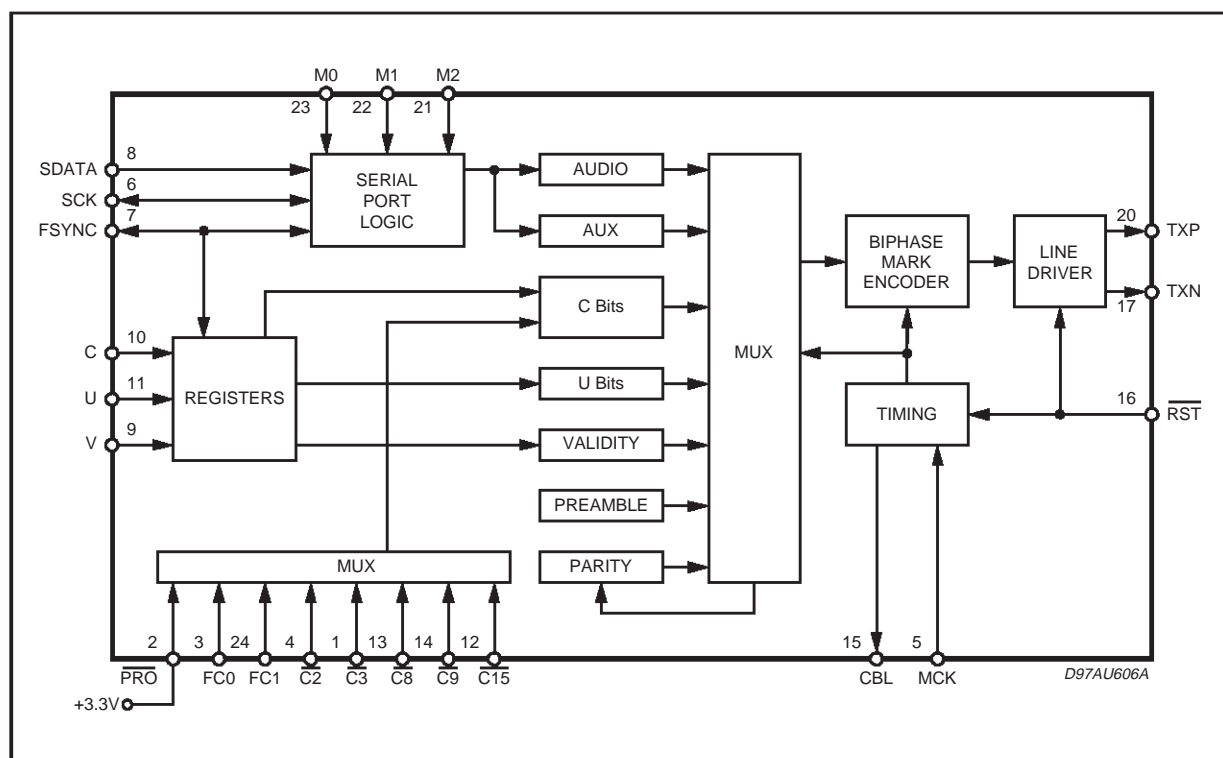 M0 M1 M2
23 22 21
SDATA 8
SCK 6
FSYNC 7
SERIAL
PORT
LOGIC
AUDIO
AUX
C Bits
U Bits
VALIDITY
PREAMBLE
PARITY
MUX
BIPHASE
MARK
ENCODER
LINE
DRIVER
20 TXP
TXN
17
C 10
U 11
V 9
REGISTERS
TIMING
16 RST
MUX
2 3 24 4 1 13 14 12
PRO FC0 FC1 C2 C3 C8 C9 C15
+3.3V
15 5
CBL MCK
D97AU606A